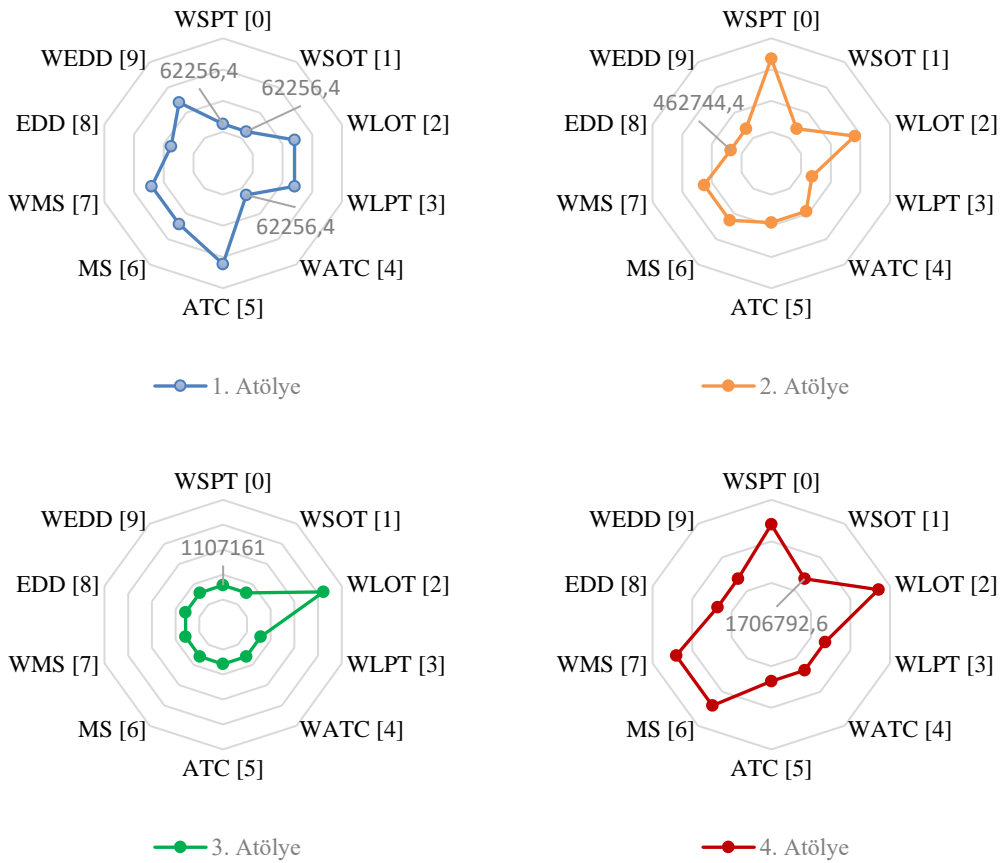 WSPT [0]
WEDD [9]
WSOT [1]
62256,4
62256,4
EDD [8]
WLOT [2]
WMS [7]
WLPT [3]
62256,4
MS [6]
WATC [4]
ATC [5]
1. Atölye
WSPT [0]
WEDD [9]
WSOT [1]
462744,4
EDD [8]
WLOT [2]
WMS [7]
WLPT [3]
MS [6]
WATC [4]
ATC [5]
2. Atölye
WSPT [0]
WEDD [9]
WSOT [1]
1107161
EDD [8]
WLOT [2]
WMS [7]
WLPT [3]
MS [6]
WATC [4]
ATC [5]
3. Atölye
WSPT [0]
WEDD [9]
WSOT [1]
EDD [8]
WLOT [2]
1706792,6
WMS [7]
WLPT [3]
MS [6]
WATC [4]
ATC [5]
4. Atölye